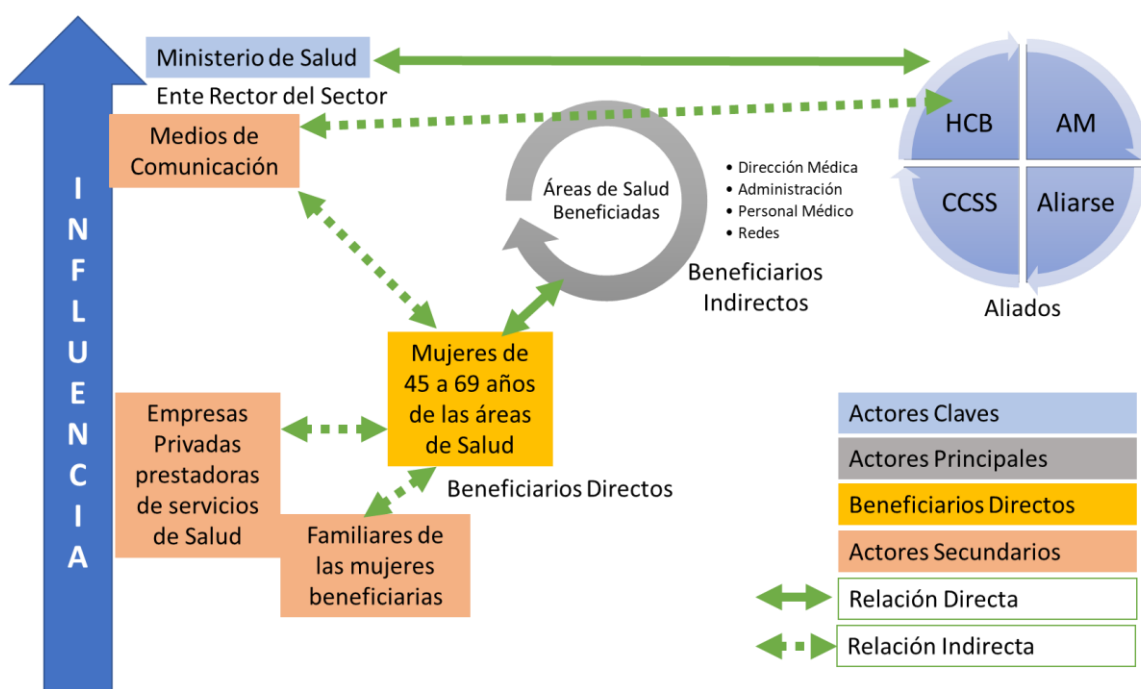 INFLUENCIA
Ministerio de Salud
Ente Rector del Sector
Medios de
Comunicación
Áreas de Salud
Beneficiadas
• Dirección Médica
• Administración
• Personal Médico
• Redes
Beneficiarios
Indirectos
HCB
AM
CCSS
Aliarse
Aliados
Mujeres de
45 a 69 años
de las áreas
de Salud
Beneficiarios Directos
Empresas
Privadas
prestadoras
de servicios
de Salud
Familiares de
las mujeres
beneficiarias
Actores Claves
Actores Principales
Beneficiarios Directos
Actores Secundarios
Relación Directa
Relación Indirecta